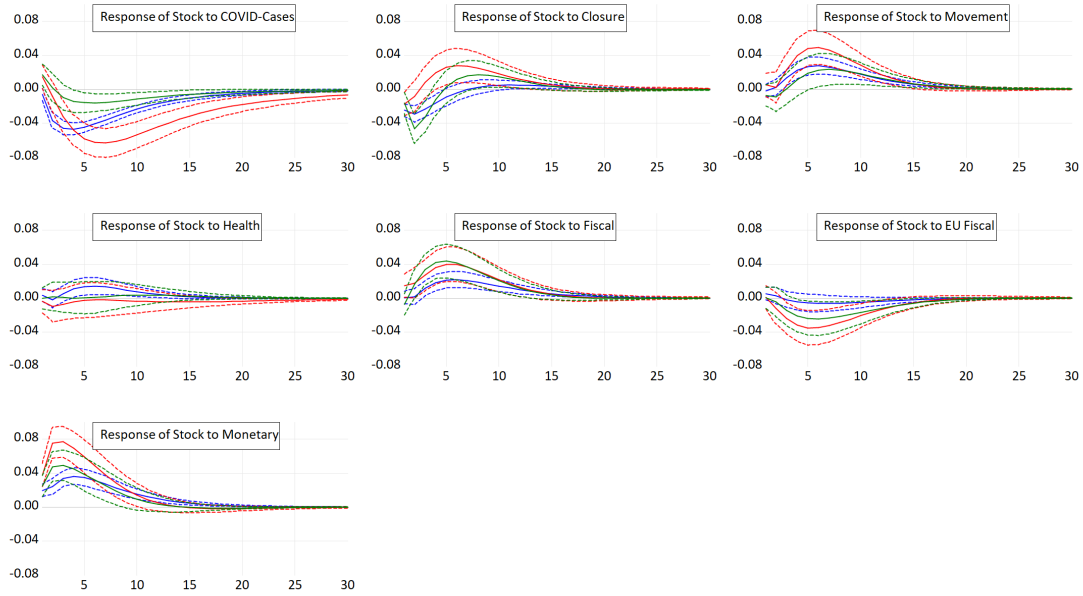 Response of Stock to COVID-Cases
0.08
0.04
0.00
-0.04
-0.08
5 10 15 20 25 30
Response of Stock to Closure
0.08
0.04
0.00
-0.04
-0.08
5 10 15 20 25 30
Response of Stock to Movement
0.08
0.04
0.00
-0.04
-0.08
5 10 15 20 25 30
Response of Stock to Health
0.08
0.04
0.00
-0.04
-0.08
5 10 15 20 25 30
Response of Stock to Fiscal
0.08
0.04
0.00
-0.04
-0.08
5 10 15 20 25 30
Response of Stock to EU Fiscal
0.08
0.04
0.00
-0.04
-0.08
5 10 15 20 25 30
Response of Stock to Monetary
0.08
0.04
0.00
-0.04
-0.08
5 10 15 20 25 30